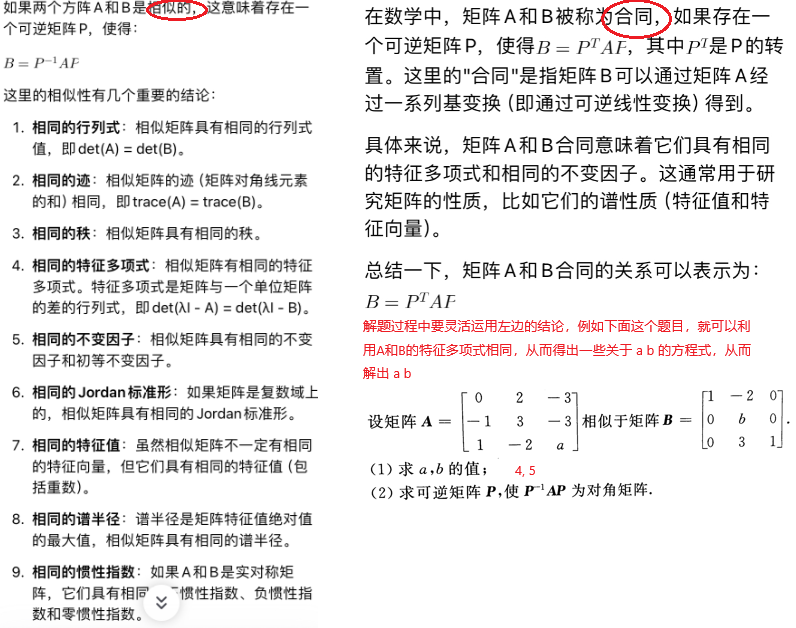 如果两个方阵A和B是相似的，这意味着存在一
个可逆矩阵P，使得：
B = P⁻¹AP
这里的相似性有几个重要的结论：
1. 相同的行列式：相似矩阵具有相同的行列式
值，即det(A) = det(B)。
2. 相同的迹：相似矩阵的迹（矩阵对角线元素
的和）相同，即trace(A) = trace(B)。
3. 相同的秩：相似矩阵具有相同的秩。
4. 相同的特征多项式：相似矩阵有相同的特征
多项式。特征多项式是矩阵与一个单位矩阵
的差的行列式，即det(λI - A) = det(λI - B)。
5. 相同的不变因子：相似矩阵具有相同的不变
因子和初等不变因子。
6. 相同的Jordan标准形：如果矩阵是复数域上
的，相似矩阵具有相同的Jordan标准形。
7. 相同的特征值：虽然相似矩阵不一定有相同
的特征向量，但它们具有相同的特征值（包
括重数）。
8. 相同的谱半径：谱半径是矩阵特征值绝对值
的最大值，相似矩阵具有相同的谱半径。
9. 相同的惯性指数：如果A和B是实对称矩
阵，它们具有相同惯性指数、负惯性指
数和零惯性指数。
在数学中，矩阵A和B被称为合同，如果存在一
个可逆矩阵P，使得B = PᵀAP，其中Pᵀ是P的转
置。这里的"合同"是指矩阵B可以通过矩阵A经
过一系列基变换（即通过可逆线性变换）得到。
具体来说，矩阵A和B合同意味着它们具有相同
的特征多项式和相同的不变因子。这通常用于研
究矩阵的性质，比如它们的谱性质（特征值和特
征向量）。
总结一下，矩阵A和B合同的关系可以表示为：
B = PᵀAP
解题过程中要灵活运用左边的结论，例如下面这个题目，就可以利
用A和B的特征多项式相同，从而得出一些关于 a b 的方程式，从而
解出 a b
设矩阵 A = [0 2 −3; −1 3 −3; 1 −2 a] 相似于矩阵 B = [1 −2 0; 0 b 0; 0 3 1].
(1) 求 a,b 的值； 4, 5
(2) 求可逆矩阵 P,使 P⁻¹AP 为对角矩阵.